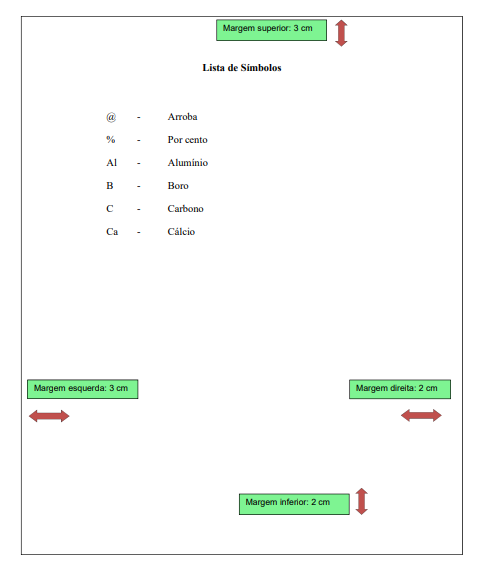 Margem superior: 3 cm
Lista de Símbolos
@ - Arroba
% - Por cento
Al - Alumínio
B - Boro
C - Carbono
Ca - Cálcio
Margem esquerda: 3 cm Margem direita: 2 cm
Margem inferior: 2 cm